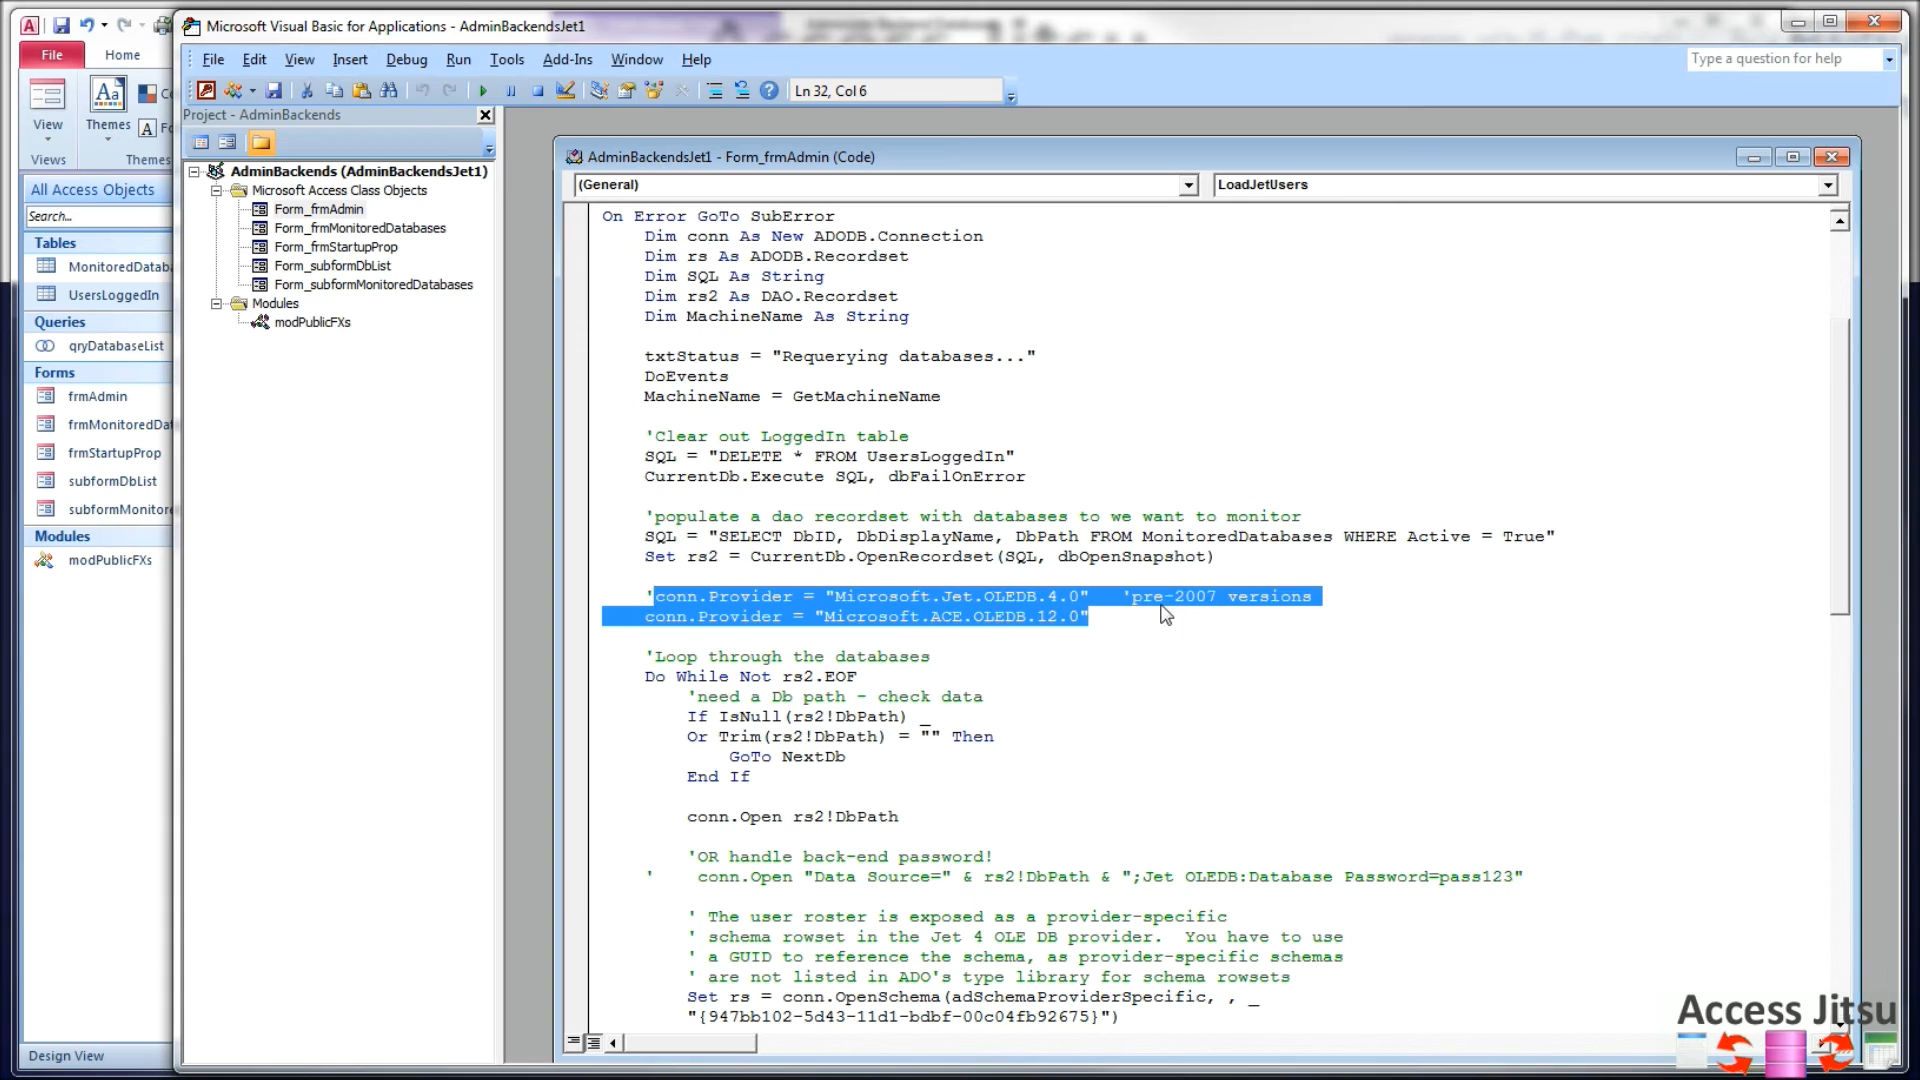 Microsoft Visual Basic for Applications - AdminBackendsJet1
File
Home
File Edit View Insert Debug Run Tools Add-Ins Window Help
Type a question for help
Ln 32, Col 6
View
Themes
Views
Themes
All Access Objects
Search...
Tables
MonitoredDataba
UsersLoggedIn
Queries
qryDatabaseList
Forms
frmAdmin
frmMonitoredDat
frmStartupProp
subformDbList
subformMonitore
Modules
modPublicFXs
Design View
Project - AdminBackends
AdminBackends (AdminBackendsJet1)
Microsoft Access Class Objects
Form_frmAdmin
Form_frmMonitoredDatabases
Form_frmStartupProp
Form_subformDbList
Form_subformMonitoredDatabases
Modules
modPublicFXs
AdminBackendsJet1 - Form_frmAdmin (Code)
(General)
LoadJetUsers
On Error GoTo SubError
Dim conn As New ADODB.Connection
Dim rs As ADODB.Recordset
Dim SQL As String
Dim rs2 As DAO.Recordset
Dim MachineName As String
txtStatus = "Requerying databases..."
DoEvents
MachineName = GetMachineName
'Clear out LoggedIn table
SQL = "DELETE * FROM UsersLoggedIn"
CurrentDb.Execute SQL, dbFailOnError
'populate a dao recordset with databases to we want to monitor
SQL = "SELECT DbID, DbDisplayName, DbPath FROM MonitoredDatabases WHERE Active = True"
Set rs2 = CurrentDb.OpenRecordset(SQL, dbOpenSnapshot)
'conn.Provider = "Microsoft.Jet.OLEDB.4.0" 'pre-2007 versions
conn.Provider = "Microsoft.ACE.OLEDB.12.0"
'Loop through the databases
Do While Not rs2.EOF
'need a Db path - check data
If IsNull(rs2!DbPath) _
Or Trim(rs2!DbPath) = "" Then
GoTo NextDb
End If
conn.Open rs2!DbPath
'OR handle back-end password!
' conn.Open "Data Source=" & rs2!DbPath & ";Jet OLEDB:Database Password=pass123"
' The user roster is exposed as a provider-specific
' schema rowset in the Jet 4 OLE DB provider. You have to use
' a GUID to reference the schema, as provider-specific schemas
' are not listed in ADO's type library for schema rowsets
Set rs = conn.OpenSchema(adSchemaProviderSpecific, , _
"{947bb102-5d43-11d1-bdbf-00c04fb92675}")
Access Jitsu